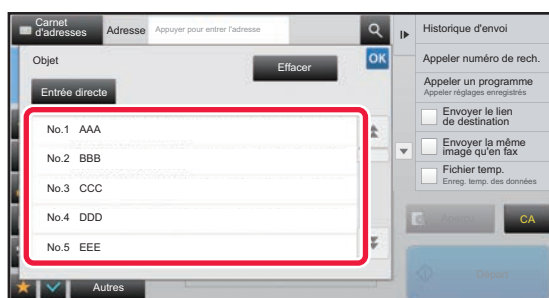 Carnet
d'adresses
Adresse
Appuyer pour entrer l'adresse
Historique d'envoi
Objet
Effacer
OK
Appeler numéro de rech.
Entrée directe
Appeler un programme
Appeler réglages enregistrés
Envoyer le lien
de destination
No.1 AAA
Envoyer la même
image qu'en fax
No.2 BBB
Fichier temp.
Enreg. temp. des données
No.3 CCC
No.4 DDD
CA
No.5 EEE
Départ
Autres